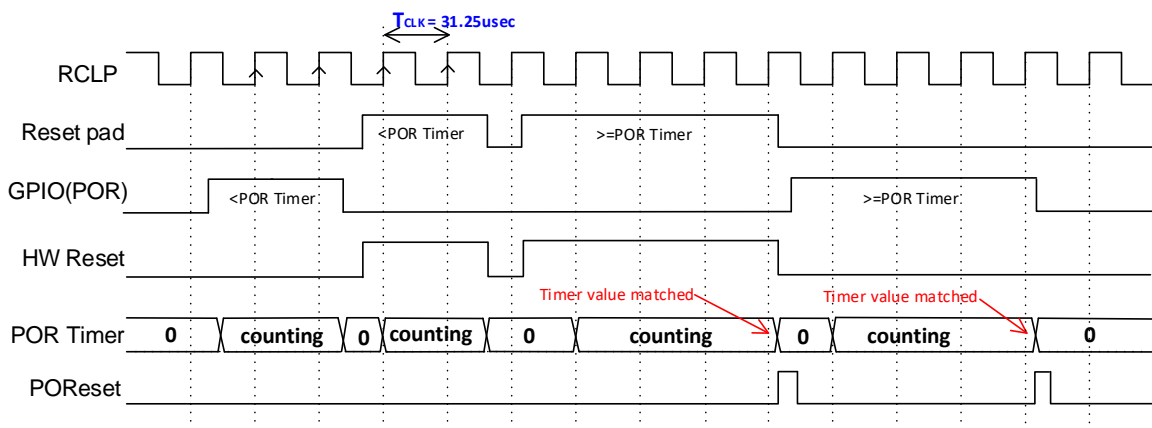 TCLK = 31.25usec
RCLP
Reset pad
<POR Timer
>=POR Timer
GPIO(POR)
<POR Timer
>=POR Timer
HW Reset
Timer value matched
Timer value matched
POR Timer
0
counting
0
counting
0
counting
0
counting
0
POReset